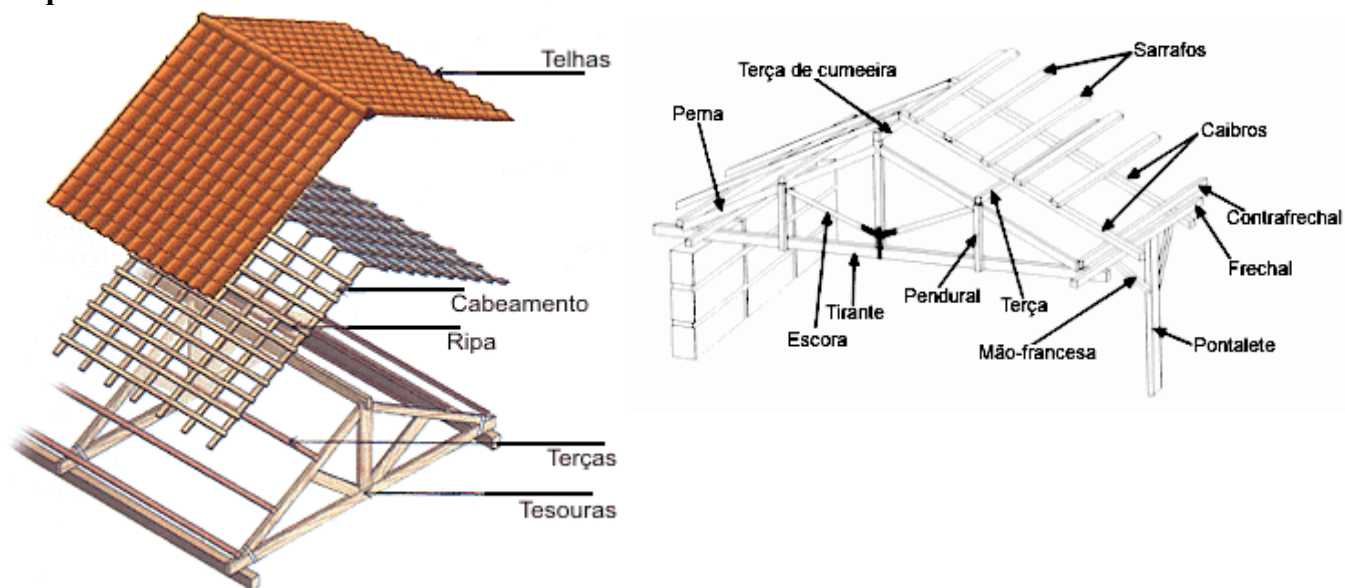 Telhas
Cabeamento
Ripa
Terças
Tesouras
Sarrafos
Terça de cumeeira
Perna
Caibros
Contrafrechal
Frechal
Pendural
Terça
Tirante
Escora
Mão-francesa
Pontalete